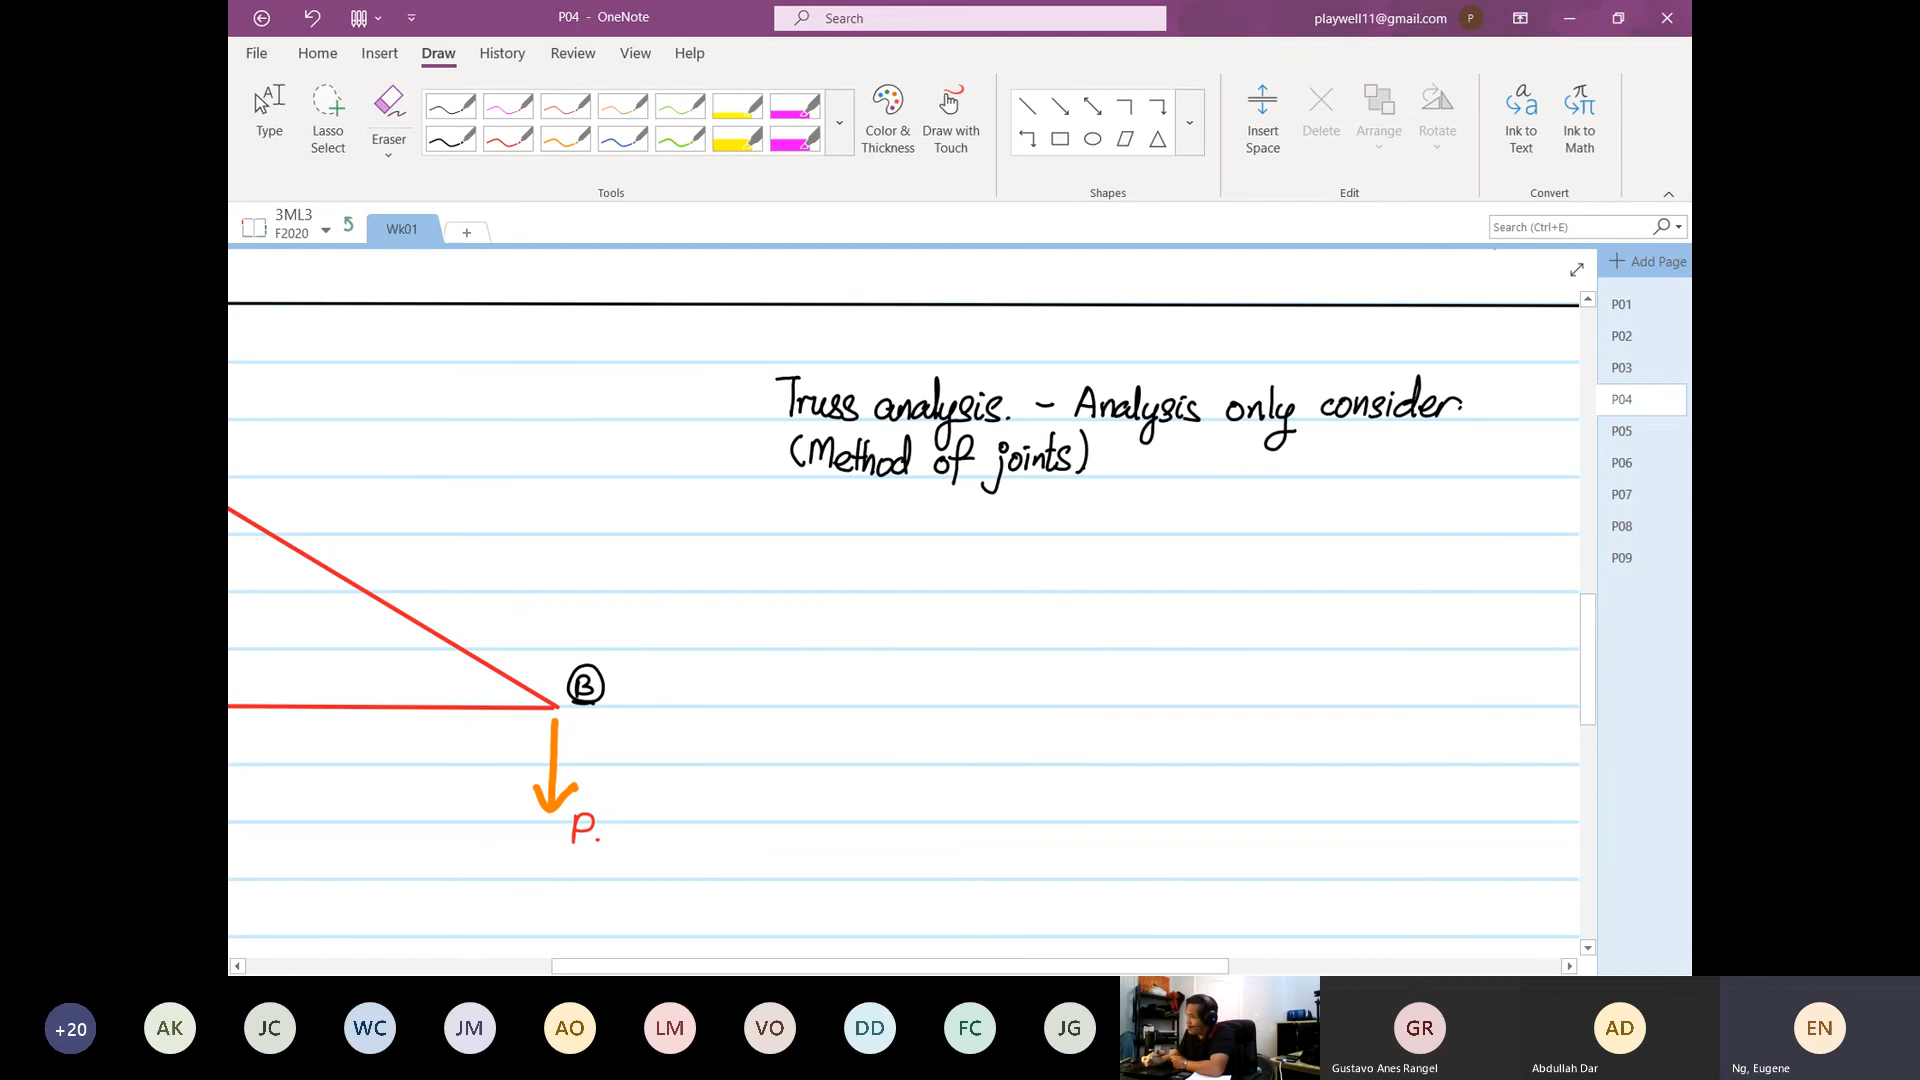 P04 - OneNote
Search
playwell11@gmail.com
P
File Home Insert Draw History Review View Help
Type
Lasso Select
Eraser
Color & Thickness
Draw with Touch
Insert Space
Delete
Arrange
Rotate
Ink to Text
Ink to Math
Tools
Shapes
Edit
Convert
3ML3
F2020
Wk01
+
Search (Ctrl+E)
Add Page
P01
P02
P03
P04
P05
P06
P07
P08
P09
Truss analysis. - Analysis only consider
(Method of joints)
B
P.
+20
AK
JC
WC
JM
AO
LM
VO
DD
FC
JG
GR
Gustavo Anes Rangel
AD
Abdullah Dar
EN
Ng, Eugene